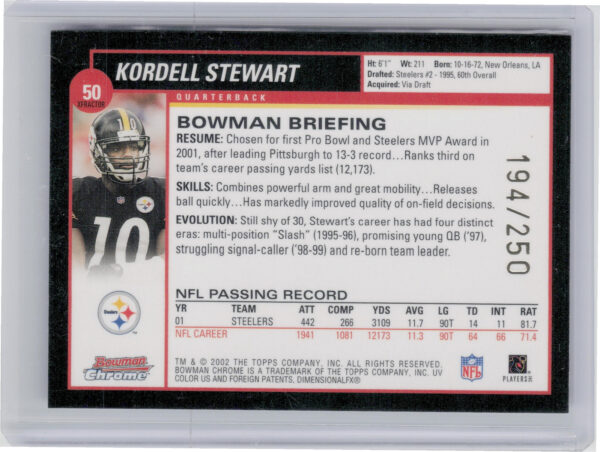 50
XFRACTOR
KORDELL STEWART
QUARTERBACK
Ht: 6'1" Wt: 211 Born: 10-16-72, New Orleans, LA
Drafted: Steelers #2 - 1995, 60th Overall
Acquired: Via Draft
BOWMAN BRIEFING
RESUME: Chosen for first Pro Bowl and Steelers MVP Award in
2001, after leading Pittsburgh to 13-3 record...Ranks third on
team's career passing yards list (12,173).
SKILLS: Combines powerful arm and great mobility...Releases
ball quickly...Has markedly improved quality of on-field decisions.
EVOLUTION: Still shy of 30, Stewart's career has had four distinct
eras: multi-position "Slash" (1995-96), promising young QB ('97),
struggling signal-caller ('98-99) and re-born team leader.
194/250
10
Steelers
NFL PASSING RECORD
YR TEAM ATT COMP YDS AVG LG TD INT RAT
01 STEELERS 442 266 3109 11.7 90T 14 11 81.7
NFL CAREER 1941 1081 12173 11.3 90T 64 66 71.4
Bowman
Chrome
TM & © 2002 THE TOPPS COMPANY, INC. ALL RIGHTS RESERVED.
BOWMAN CHROME IS A TRADEMARK OF THE TOPPS COMPANY, INC. UV
COLOR US AND FOREIGN PATENTS, DIMENSIONALFX®
NFL
PLAYERS